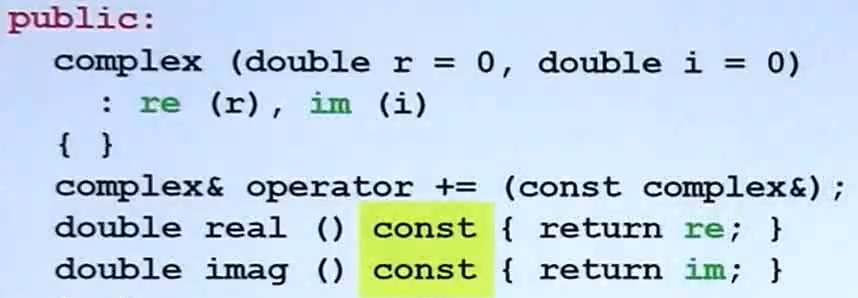 public:
complex (double r = 0, double i = 0)
: re (r), im (i)
{ }
complex& operator += (const complex&);
double real () const { return re; }
double imag () const { return im; }